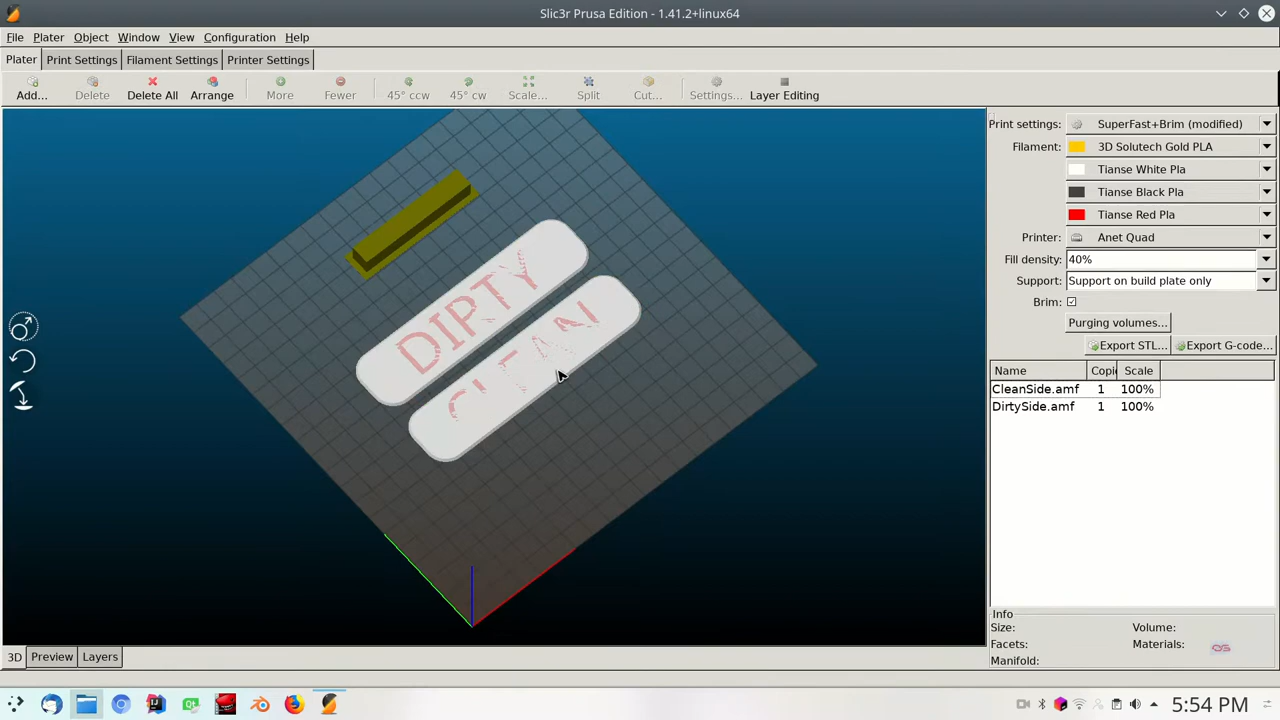 Slic3r Prusa Edition - 1.41.2+linux64
File Plater Object Window View Configuration Help
Plater Print Settings Filament Settings Printer Settings
Add... Delete Delete All Arrange More Fewer 45° ccw 45° cw Scale... Split Cut... Settings... Layer Editing
Print settings: SuperFast+Brim (modified)
Filament: 3D Solutech Gold PLA
Tianse White Pla
Tianse Black Pla
Tianse Red Pla
Printer: Anet Quad
Fill density: 40%
Support: Support on build plate only
Brim:
Purging volumes...
Export STL... Export G-code...
Name Copi Scale
CleanSide.amf 1 100%
DirtySide.amf 1 100%
DIRTY
CLEAN
Info
Size: Volume:
Facets: Materials:
Manifold:
3D Preview Layers
5:54 PM